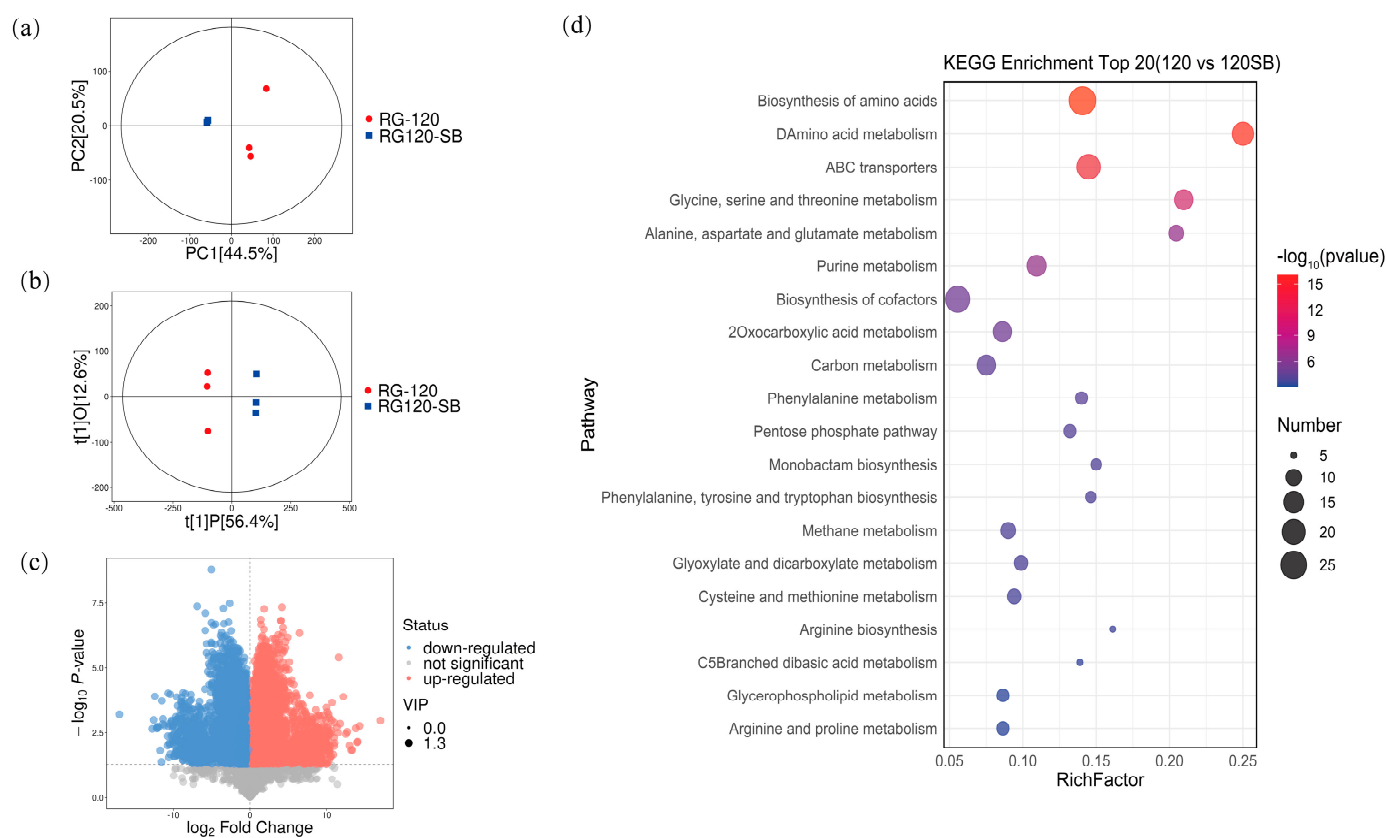 (a)
PC2[20.5%]
100
0
-100
-200
-100
0
100
200
PC1[44.5%]
RG-120
RG120-SB
(b)
t[1]O[12.6%]
200
100
0
-100
-200
-500
-250
0
250
500
t[1]P[56.4%]
RG-120
RG120-SB
(c)
− log₁₀ P-value
7.5
5.0
2.5
0.0
-10
0
10
log₂ Fold Change
Status
down-regulated
not significant
up-regulated
VIP
0.0
1.3
(d)
KEGG Enrichment Top 20(120 vs 120SB)
Pathway
Biosynthesis of amino acids
DAmino acid metabolism
ABC transporters
Glycine, serine and threonine metabolism
Alanine, aspartate and glutamate metabolism
Purine metabolism
Biosynthesis of cofactors
2Oxocarboxylic acid metabolism
Carbon metabolism
Phenylalanine metabolism
Pentose phosphate pathway
Monobactam biosynthesis
Phenylalanine, tyrosine and tryptophan biosynthesis
Methane metabolism
Glyoxylate and dicarboxylate metabolism
Cysteine and methionine metabolism
Arginine biosynthesis
C5Branched dibasic acid metabolism
Glycerophospholipid metabolism
Arginine and proline metabolism
0.05
0.10
0.15
0.20
0.25
RichFactor
-log₁₀(pvalue)
15
12
9
6
Number
5
10
15
20
25